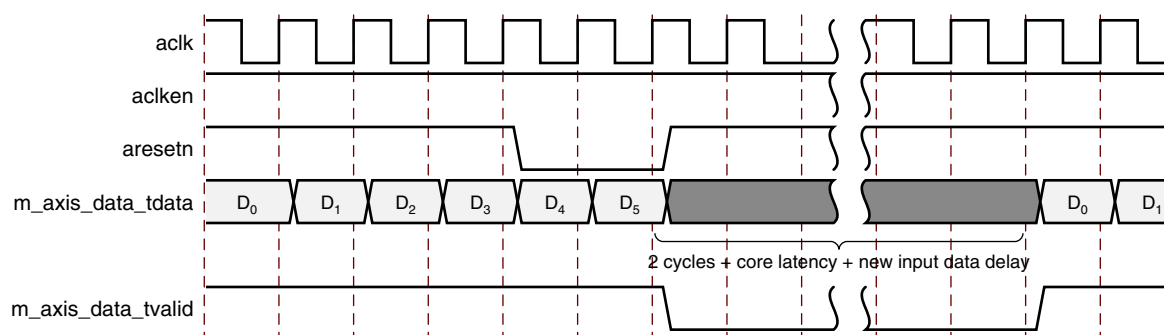 aclk
aclken
aresetn
m_axis_data_tdata D₀ D₁ D₂ D₃ D₄ D₅ D₀ D₁
2 cycles + core latency + new input data delay
m_axis_data_tvalid